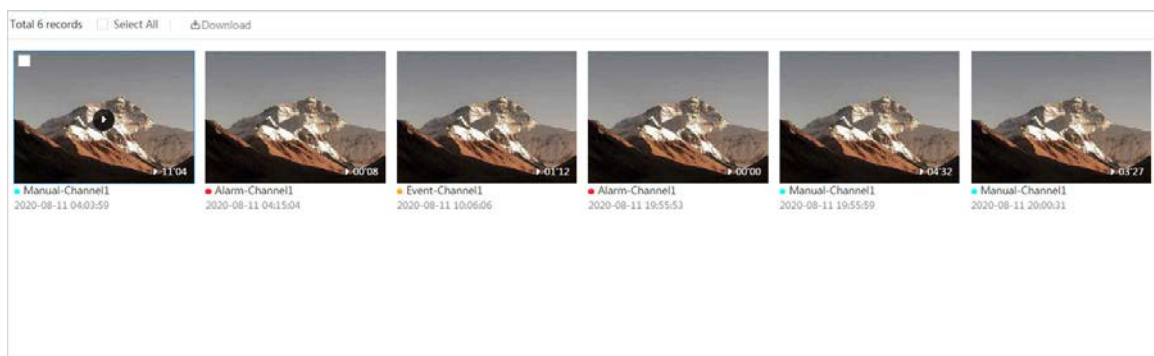 Total 6 records Select All Download
11'04 00'08 01'12 00'00 04'32 03'27
Manual-Channel1 Alarm-Channel1 Event-Channel1 Alarm-Channel1 Manual-Channel1 Manual-Channel1
2020-08-11 04:03:59 2020-08-11 04:15:04 2020-08-11 10:06:06 2020-08-11 19:55:53 2020-08-11 19:55:59 2020-08-11 20:00:31